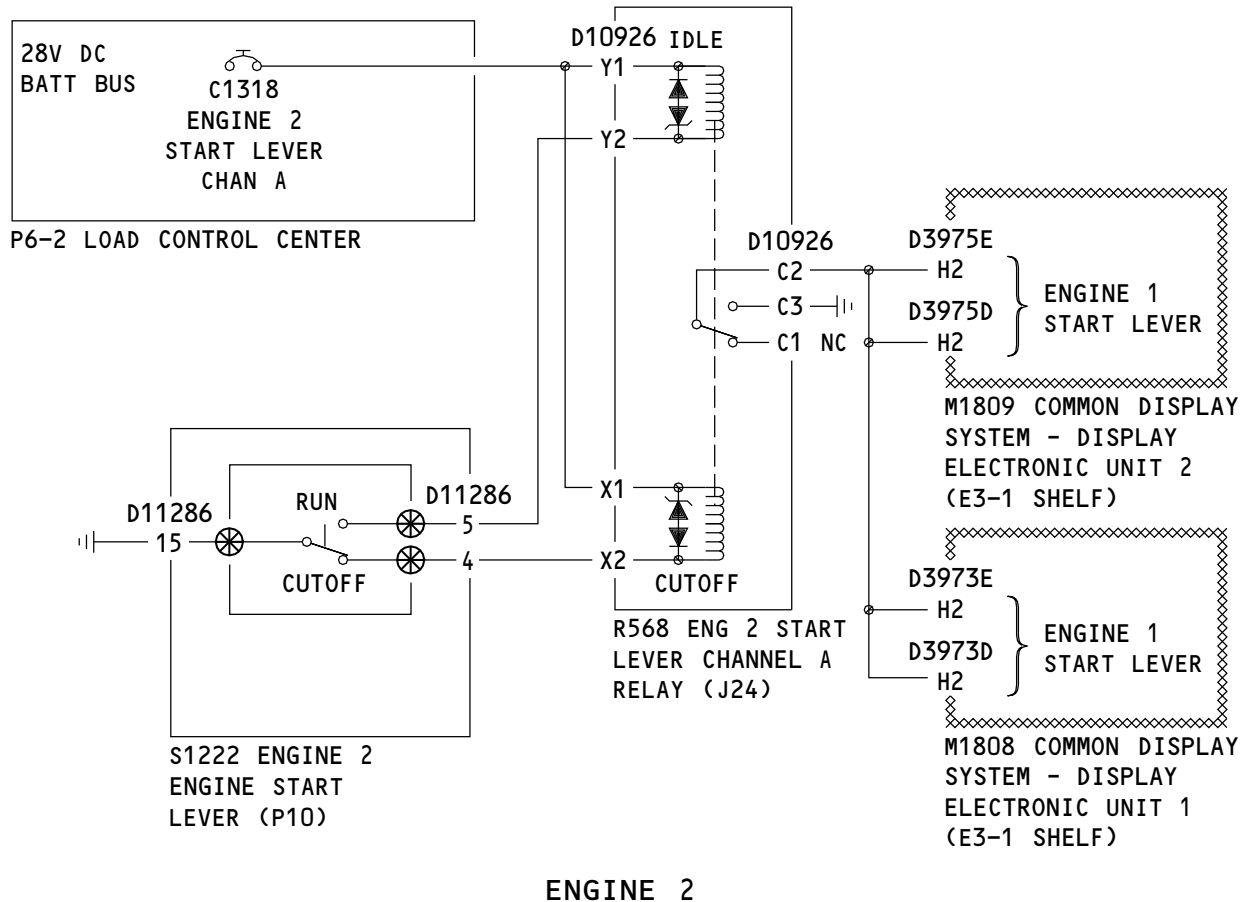 28V DC
BATT BUS
C1318
ENGINE 2
START LEVER
CHAN A
P6-2 LOAD CONTROL CENTER
D10926 IDLE
Y1
Y2
D10926
C2
C3
C1 NC
X1
X2
CUTOFF
R568 ENG 2 START
LEVER CHANNEL A
RELAY (J24)
D11286
15
RUN
CUTOFF
D11286
5
4
S1222 ENGINE 2
ENGINE START
LEVER (P10)
D3975E
H2
D3975D
H2
ENGINE 1
START LEVER
M1809 COMMON DISPLAY
SYSTEM - DISPLAY
ELECTRONIC UNIT 2
(E3-1 SHELF)
D3973E
H2
D3973D
H2
ENGINE 1
START LEVER
M1808 COMMON DISPLAY
SYSTEM - DISPLAY
ELECTRONIC UNIT 1
(E3-1 SHELF)
ENGINE 2